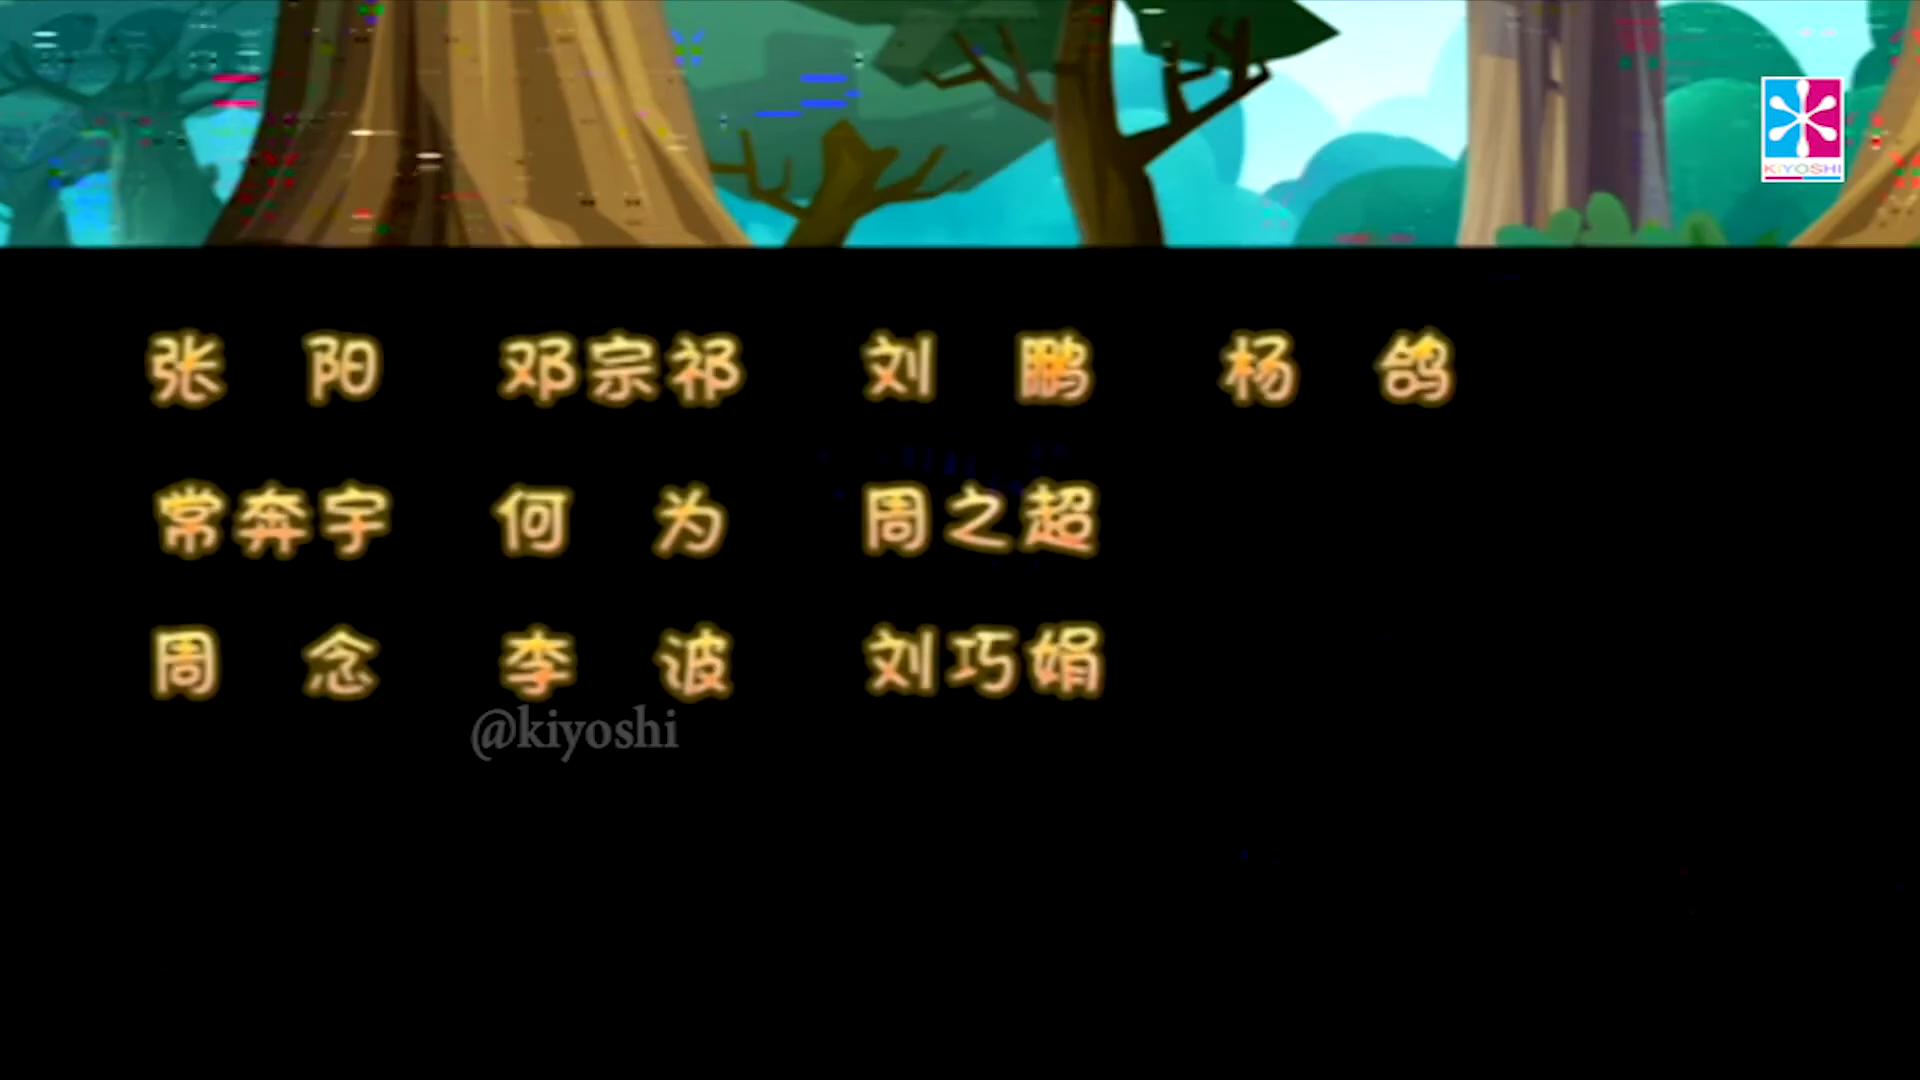 KIYOSHI
张 阳 邓宗祁 刘 鹏 杨 鸽
常奔宇 何 为 周之超
周 念 李 波 刘巧娟
@kiyoshi